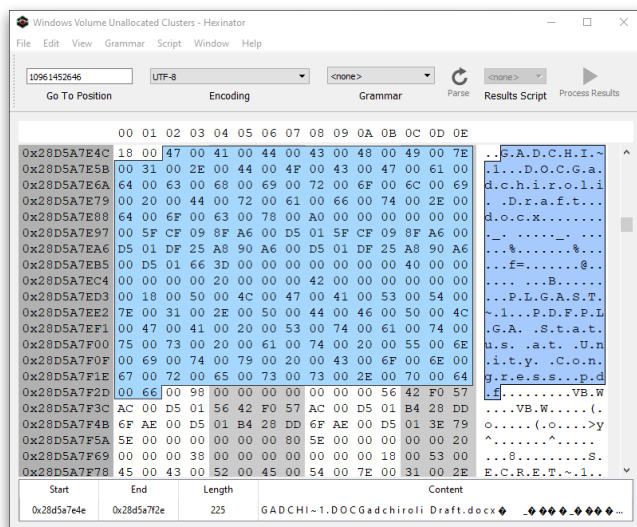 Windows Volume Unallocated Clusters - Hexinator
File Edit View Grammar Script Window Help
10961452646 UTF-8 <none> <none>
Go To Position Encoding Grammar Parse Results Script Process Results
00 01 02 03 04 05 06 07 08 09 0A 0B 0C 0D 0E
0x28D5A7E4C 18 00 47 00 41 00 44 00 43 00 48 00 49 00 7E ..G.A.D.C.H.I.~
0x28D5A7E5B 00 31 00 2E 00 44 00 4F 00 43 00 47 00 61 00 .1...D.O.C.G.a.
0x28D5A7E6A 64 00 63 00 68 00 69 00 72 00 6F 00 6C 00 69 d.c.h.i.r.o.l.i
0x28D5A7E79 00 20 00 44 00 72 00 61 00 66 00 74 00 2E 00 . .D.r.a.f.t...
0x28D5A7E88 64 00 6F 00 63 00 78 00 A0 00 00 00 00 00 00 d.o.c.x........
0x28D5A7E97 00 5F CF 09 8F A6 00 D5 01 5F CF 09 8F A6 00 ._......._.....
0x28D5A7EA6 D5 01 DF 25 A8 90 A6 00 D5 01 DF 25 A8 90 A6 ...%.......%...
0x28D5A7EB5 00 D5 01 66 3D 00 00 00 00 00 00 00 40 00 00 ...f=.......@..
0x28D5A7EC4 00 00 00 00 20 00 00 00 42 00 00 00 00 00 00 .... ...B......
0x28D5A7ED3 00 18 00 50 00 4C 00 47 00 41 00 53 00 54 00 ...P.L.G.A.S.T.
0x28D5A7EE2 7E 00 31 00 2E 00 50 00 44 00 46 00 50 00 4C ~.1...P.D.F.P.L
0x28D5A7EF1 00 47 00 41 00 20 00 53 00 74 00 61 00 74 00 .G.A. .S.t.a.t.
0x28D5A7F00 75 00 73 00 20 00 61 00 74 00 20 00 55 00 6E u.s. .a.t. .U.n
0x28D5A7F0F 00 69 00 74 00 79 00 20 00 43 00 6F 00 6E 00 .i.t.y. .C.o.n.
0x28D5A7F1E 67 00 72 00 65 00 73 00 73 00 2E 00 70 00 64 g.r.e.s.s...p.d
0x28D5A7F2D 00 66 00 98 00 00 00 00 00 00 00 56 42 F0 57 .f.........VB.W
0x28D5A7F3C AC 00 D5 01 56 42 F0 57 AC 00 D5 01 B4 28 DD ....VB.W.....(.
0x28D5A7F4B 6F AE 00 D5 01 B4 28 DD 6F AE 00 D5 01 3E 79 o.....(.o....>y
0x28D5A7F5A 5E 00 00 00 00 00 80 5E 00 00 00 00 00 00 20 ^......^...... 
0x28D5A7F69 00 00 00 38 00 00 00 00 00 00 00 18 00 53 00 ...8.........S.
0x28D5A7F78 45 00 43 00 52 00 45 00 54 00 7E 00 31 00 2E E.C.R.E.T.~.1..
Start End Length Content
0x28d5a7e4e 0x28d5a7f2e 225 GADCHI~1.DOCGadchiroli Draft.docx� _����_����...